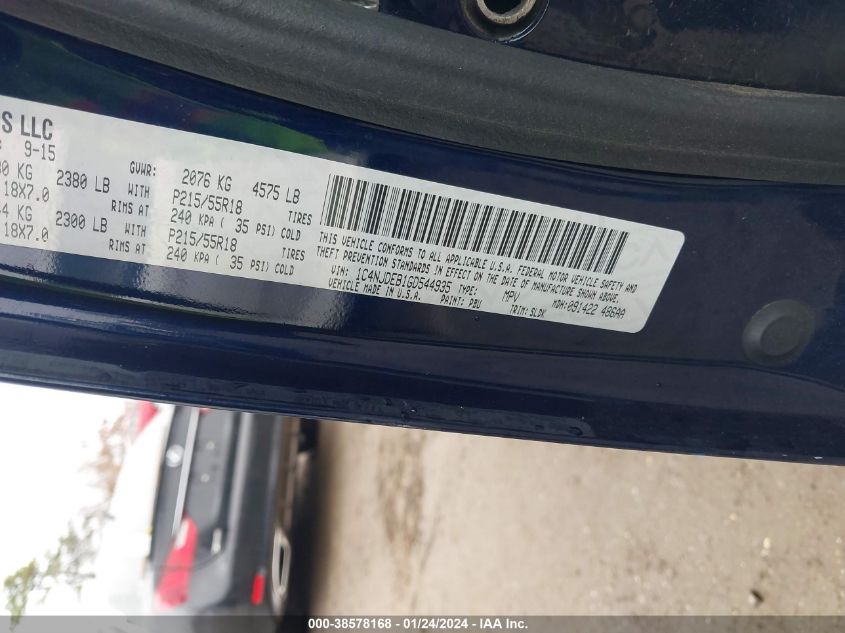 S LLC
9-15
KG 2380 LB WITH P215/55R18 TIRES
18X7.0 RIMS AT 240 KPA ( 35 PSI) COLD
KG 2300 LB WITH P215/55R18 TIRES
18X7.0 RIMS AT 240 KPA ( 35 PSI) COLD
GVWR: 2076 KG 4575 LB
THIS VEHICLE CONFORMS TO ALL APPLICABLE U.S.A. FEDERAL MOTOR VEHICLE SAFETY AND
THEFT PREVENTION STANDARDS IN EFFECT ON THE DATE OF MANUFACTURE SHOWN ABOVE.
VIN: 1C4NJDEB1GD544935 TYPE: MPV MDH: 091422 486AA
VEHICLE MADE IN U.S.A. PAINT: PBU TRIM: SLDV
000-38578168 - 01/24/2024 - IAA Inc.